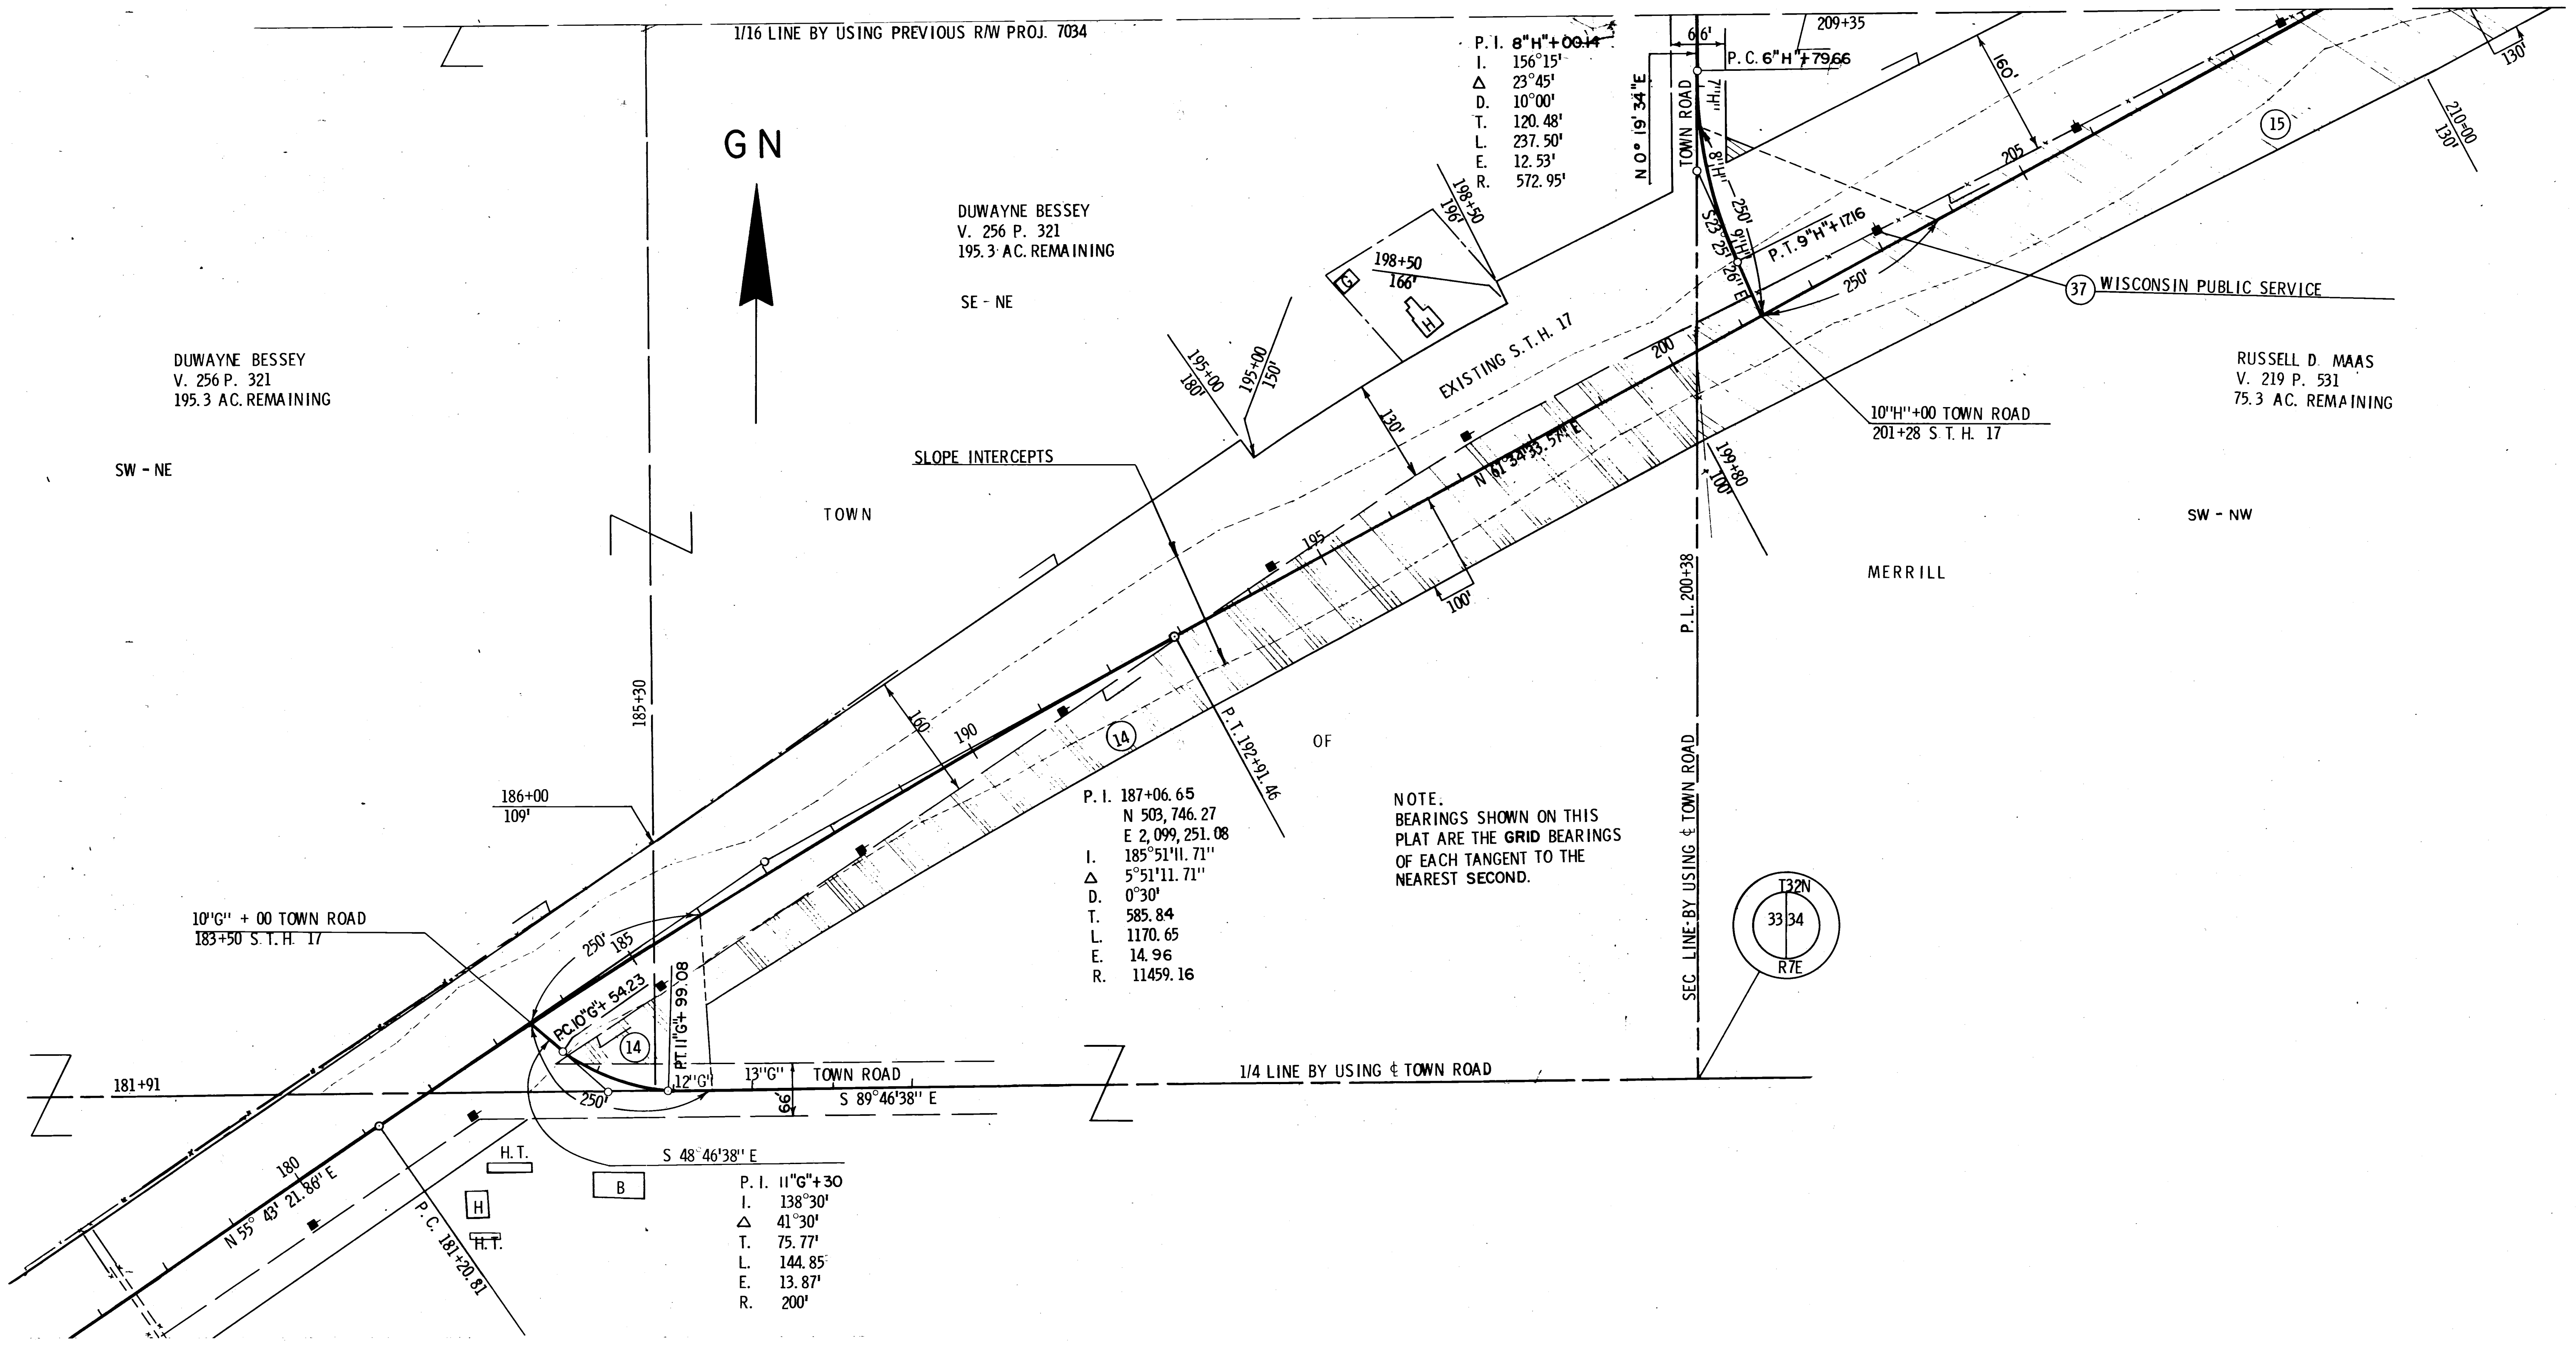 1/16 LINE BY USING PREVIOUS R/W PROJ. 7034
GN
DUWAYNE BESSEY
V. 256 P. 321
195.3 AC. REMAINING
SE - NE
DUWAYNE BESSEY
V. 256 P. 321
195.3 AC. REMAINING
SW - NE
P. I. 8"H"+00.14
I. 156°15'
Δ 23°45'
D. 10°00'
T. 120.48'
L. 237.50'
E. 12.53'
R. 572.95'
66'
209+35
P. C. 6"H"+79.66
N 0° 19' 34" E
TOWN ROAD
7"H"
8"H"
250'
9"H"
S23° 25' 26" E
P. T. 9"H"+17.16
250'
160'
205
15
130'
210+00
130'
37
WISCONSIN PUBLIC SERVICE
RUSSELL D. MAAS
V. 219 P. 531
75.3 AC. REMAINING
SW - NW
10"H"+00 TOWN ROAD
201+28 S. T. H. 17
198+50
196'
198+50
166'
G
H
195+00
180'
195+00
150'
EXISTING S. T. H. 17
130'
200
N 61°34'33.57" E
199+80
100'
SLOPE INTERCEPTS
TOWN
195
100'
P. L. 200+38
MERRILL
185+30
160
190
14
P. T. 192+91.46
OF
186+00
109'
P. I. 187+06.65
N 503,746.27
E 2,099,251.08
I. 185°51'11.71"
Δ 5°51'11.71"
D. 0°30'
T. 585.84
L. 1170.65
E. 14.96
R. 11459.16
NOTE.
BEARINGS SHOWN ON THIS
PLAT ARE THE GRID BEARINGS
OF EACH TANGENT TO THE
NEAREST SECOND.
SEC LINE-BY USING ℄ TOWN ROAD
T32N
33 34
R7E
10"G" + 00 TOWN ROAD
183+50 S. T. H. 17
250'
185
P.C. 10"G"+ 54.23
P.T. 11"G"+ 99.08
14
181+91
250'
12"G"
13"G"
TOWN ROAD
S 89°46'38" E
66'
1/4 LINE BY USING ℄ TOWN ROAD
S 48°46'38" E
H. T.
B
H
H. T.
180
N 55° 43' 21.86" E
P. C. 181+20.81
P. I. 11"G"+30
I. 138°30'
Δ 41°30'
T. 75.77'
L. 144.85'
E. 13.87'
R. 200'